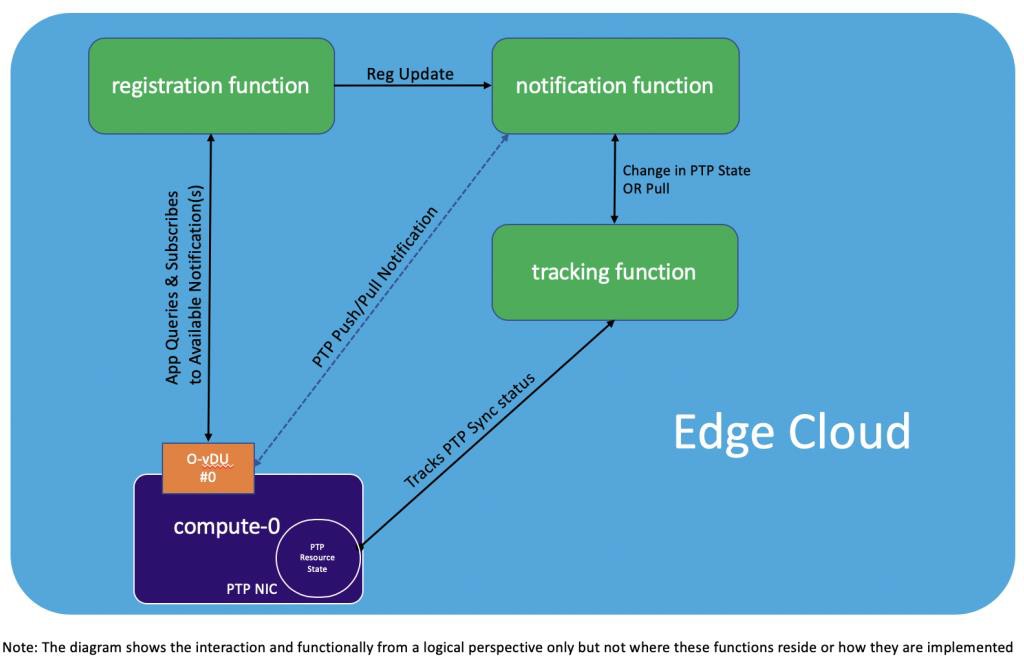 registration function
Reg Update
notification function
Change in PTP State
OR Pull
App Queries & Subscribes
to Available Notification(s)
PTP Push/Pull Notification
tracking function
Tracks PTP Sync status
Edge Cloud
O-vDU
#0
compute-0
PTP
Resource
State
PTP NIC
Note: The diagram shows the interaction and functionally from a logical perspective only but not where these functions reside or how they are implemented